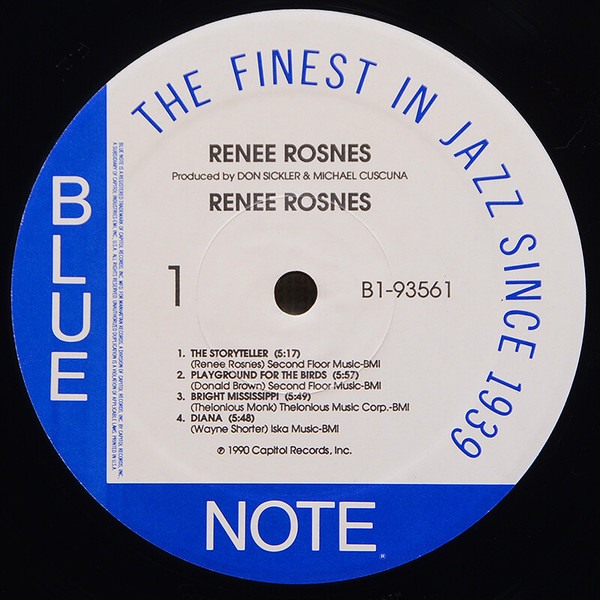 THE FINEST IN JAZZ SINCE 1939
BLUE
RENEE ROSNES
Produced by DON SICKLER & MICHAEL CUSCUNA
RENEE ROSNES
1
B1-93561
1. THE STORYTELLER (5:17)
(Renee Rosnes) Second Floor Music-BMI
2. PLAYGROUND FOR THE BIRDS (5:57)
(Donald Brown) Second Floor Music-BMI
3. BRIGHT MISSISSIPPI (5:49)
(Thelonious Monk) Thelonious Music Corp.-BMI
4. DIANA (5:48)
(Wayne Shorter) Iska Music-BMI
℗ 1990 Capitol Records, Inc.
NOTE
®